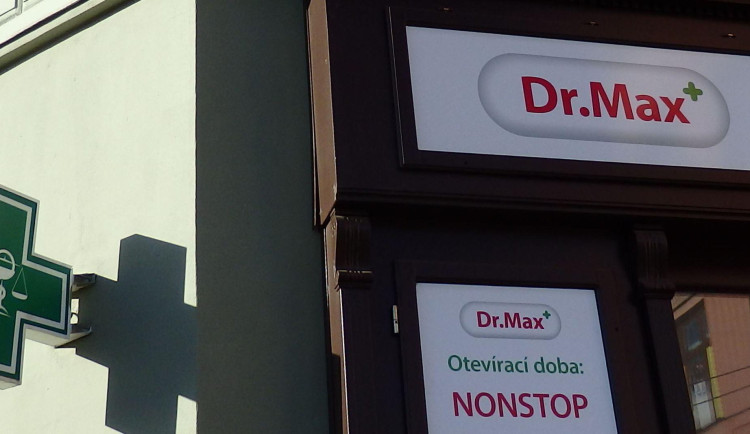 Dr.Max+
Dr.Max+
Otevírací doba:
NONSTOP